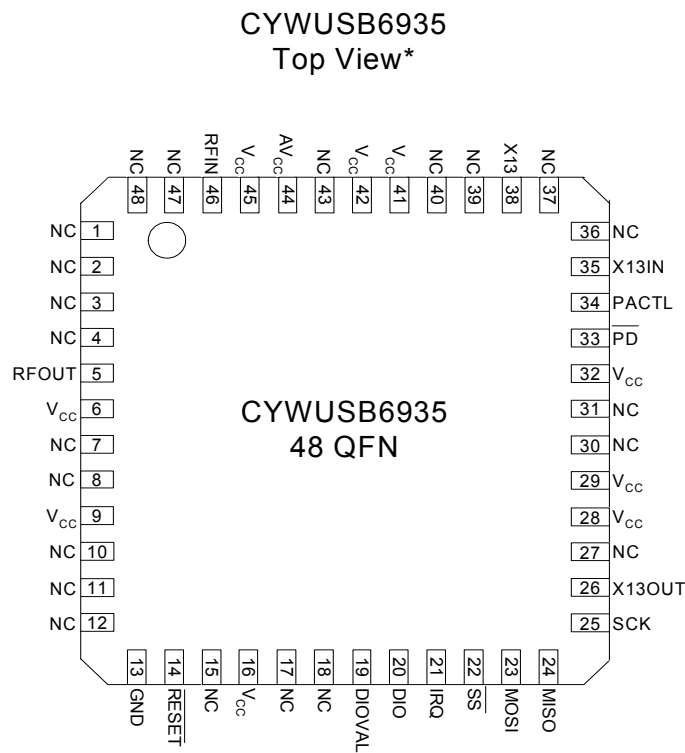 CYWUSB6935
Top View*
NC 48
NC 47
RFIN 46
VCC 45
AVCC 44
NC 43
VCC 42
VCC 41
NC 40
NC 39
X13 38
NC 37
NC 1
NC 2
NC 3
NC 4
RFOUT 5
VCC 6
NC 7
NC 8
VCC 9
NC 10
NC 11
NC 12
CYWUSB6935
48 QFN
36 NC
35 X13IN
34 PACTL
33 PD
32 VCC
31 NC
30 NC
29 VCC
28 VCC
27 NC
26 X13OUT
25 SCK
13 GND
14 RESET
15 NC
16 VCC
17 NC
18 NC
19 DIOVAL
20 DIO
21 IRQ
22 SS
23 MOSI
24 MISO